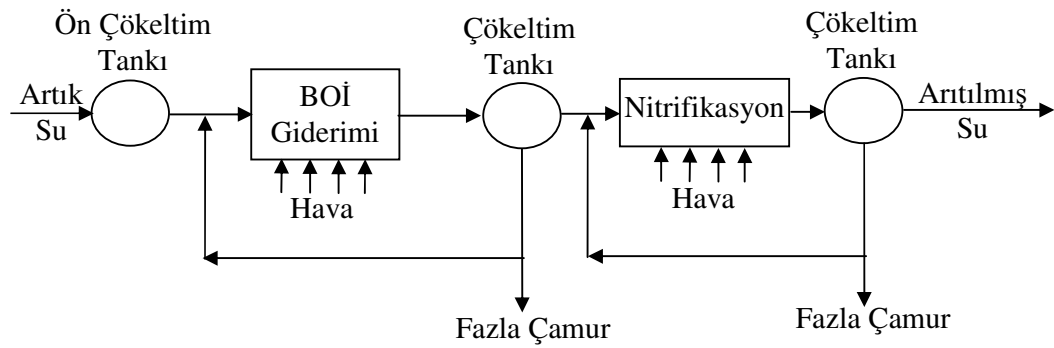 Ön Çökeltim
Tankı
Çökeltim
Tankı
Çökeltim
Tankı
Artık
Su
BOİ
Giderimi
Nitrifikasyon
Arıtılmış
Su
Hava
Hava
Fazla Çamur
Fazla Çamur